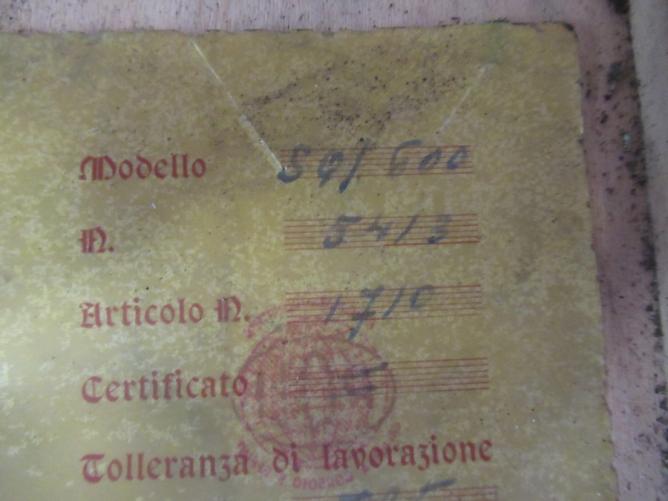 Modello 59/600
N. 5413
Articolo N. 1710
Certificato
Tolleranza di lavorazione